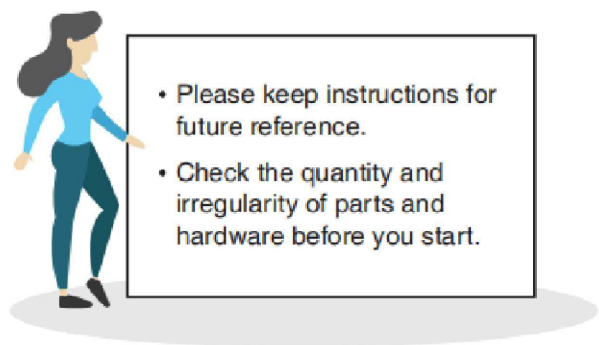 • Please keep instructions for
future reference.
• Check the quantity and
irregularity of parts and
hardware before you start.